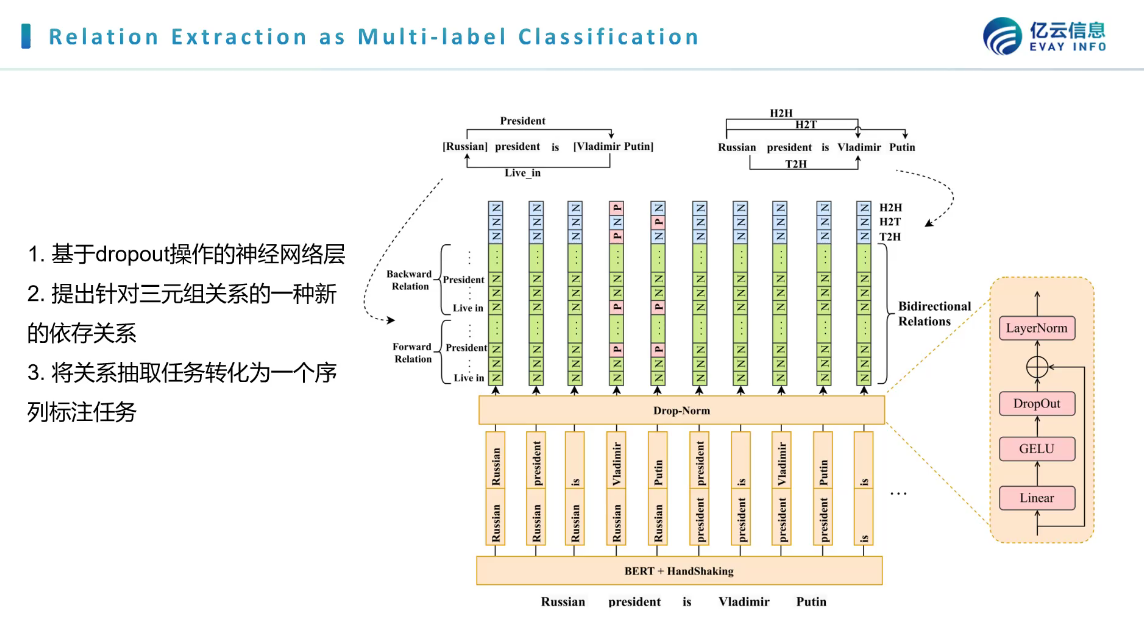 Relation Extraction as Multi-label Classification
亿云信息
EVAY INFO
1. 基于dropout操作的神经网络层
2. 提出针对三元组关系的一种新
的依存关系
3. 将关系抽取任务转化为一个序
列标注任务
President
[Russian] president is [Vladimir Putin]
Live_in
H2H
H2T
Russian president is Vladimir Putin
T2H
N N N P N N N N N N H2H
N N N N P N N N N N H2T
N N N P N N N N N N T2H
... ... ... ... ... ... ... ... ... ...
Backward
Relation
President N N N N N N N N N N
Live in N N N P P N N N N N
Bidirectional
Relations
... ... ... ... ... ... ... ... ... ...
Forward
Relation
President N N N P P N N N N N
Live in N N N N N N N N N N
Drop-Norm
Russian president is Vladimir Putin president is Vladimir Putin is
Russian Russian Russian Russian Russian president president president president is
...
BERT + HandShaking
Russian president is Vladimir Putin
LayerNorm
DropOut
GELU
Linear